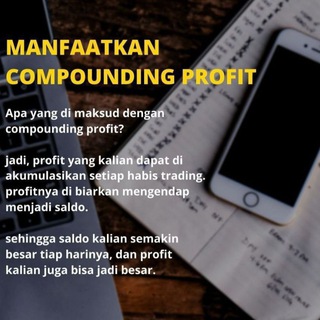 MANFAATKAN
COMPOUNDING PROFIT
Apa yang di maksud dengan
compounding profit?
jadi, profit yang kalian dapat di
akumulasikan setiap habis trading.
profitnya di biarkan mengendap
menjadi saldo.
sehingga saldo kalian semakin
besar tiap harinya, dan profit
kalian juga bisa jadi besar.